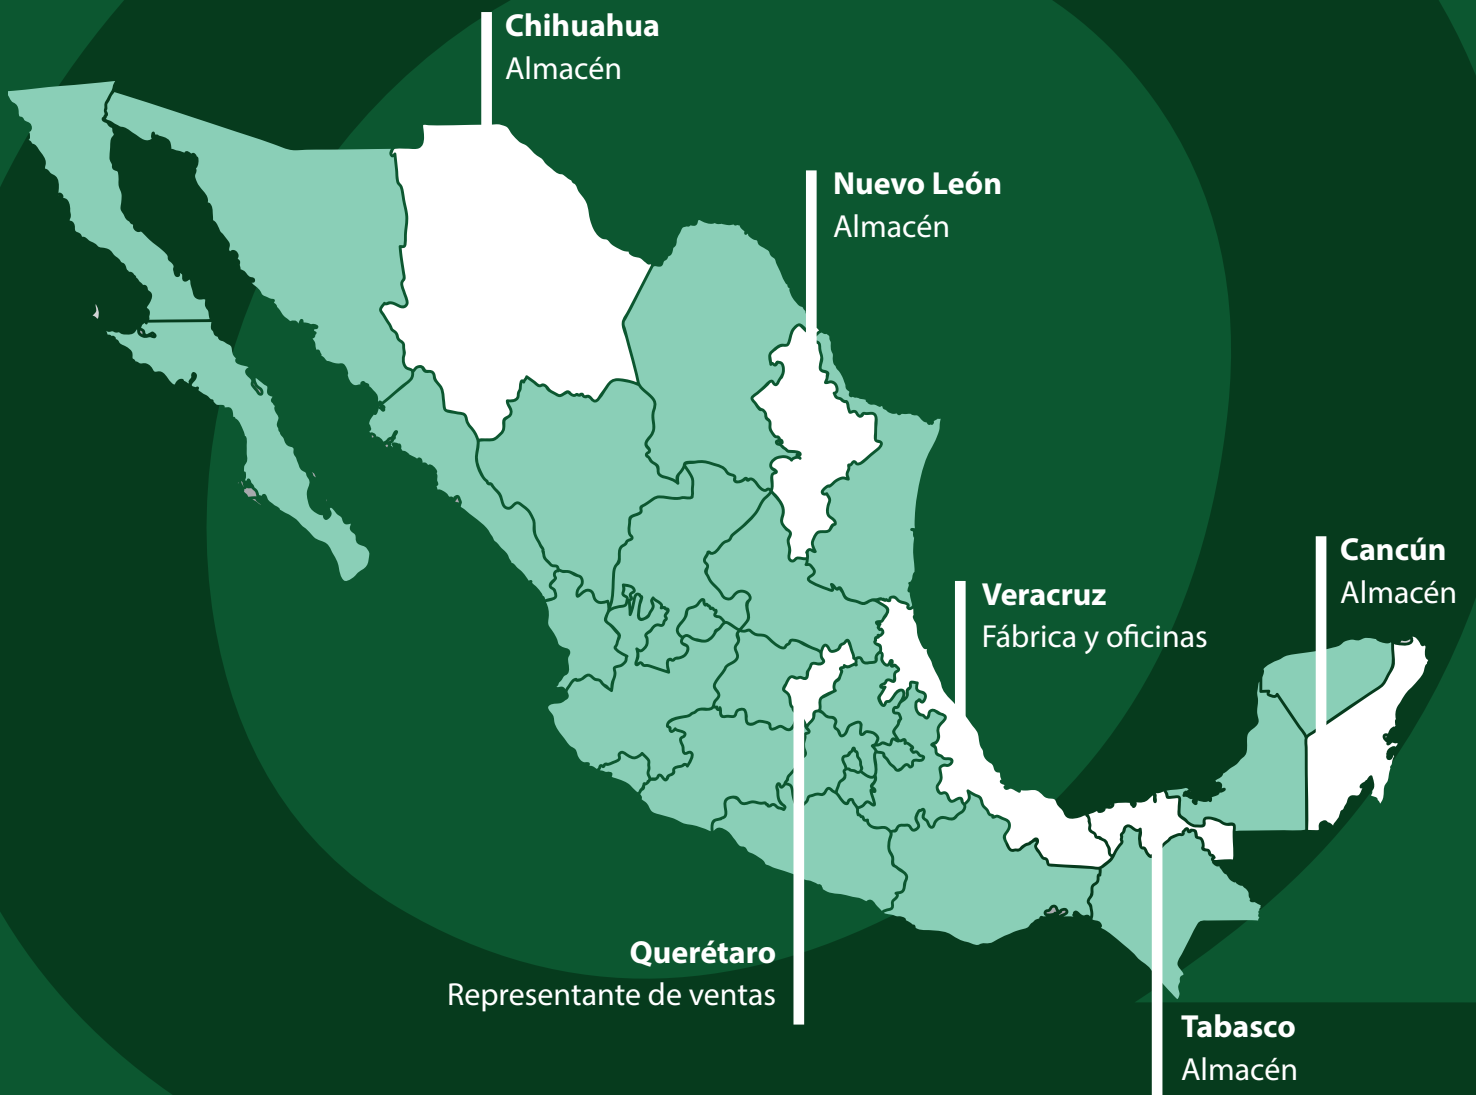 Chihuahua
Almacén
Nuevo León
Almacén
Cancún
Almacén
Veracruz
Fábrica y oficinas
Querétaro
Representante de ventas
Tabasco
Almacén